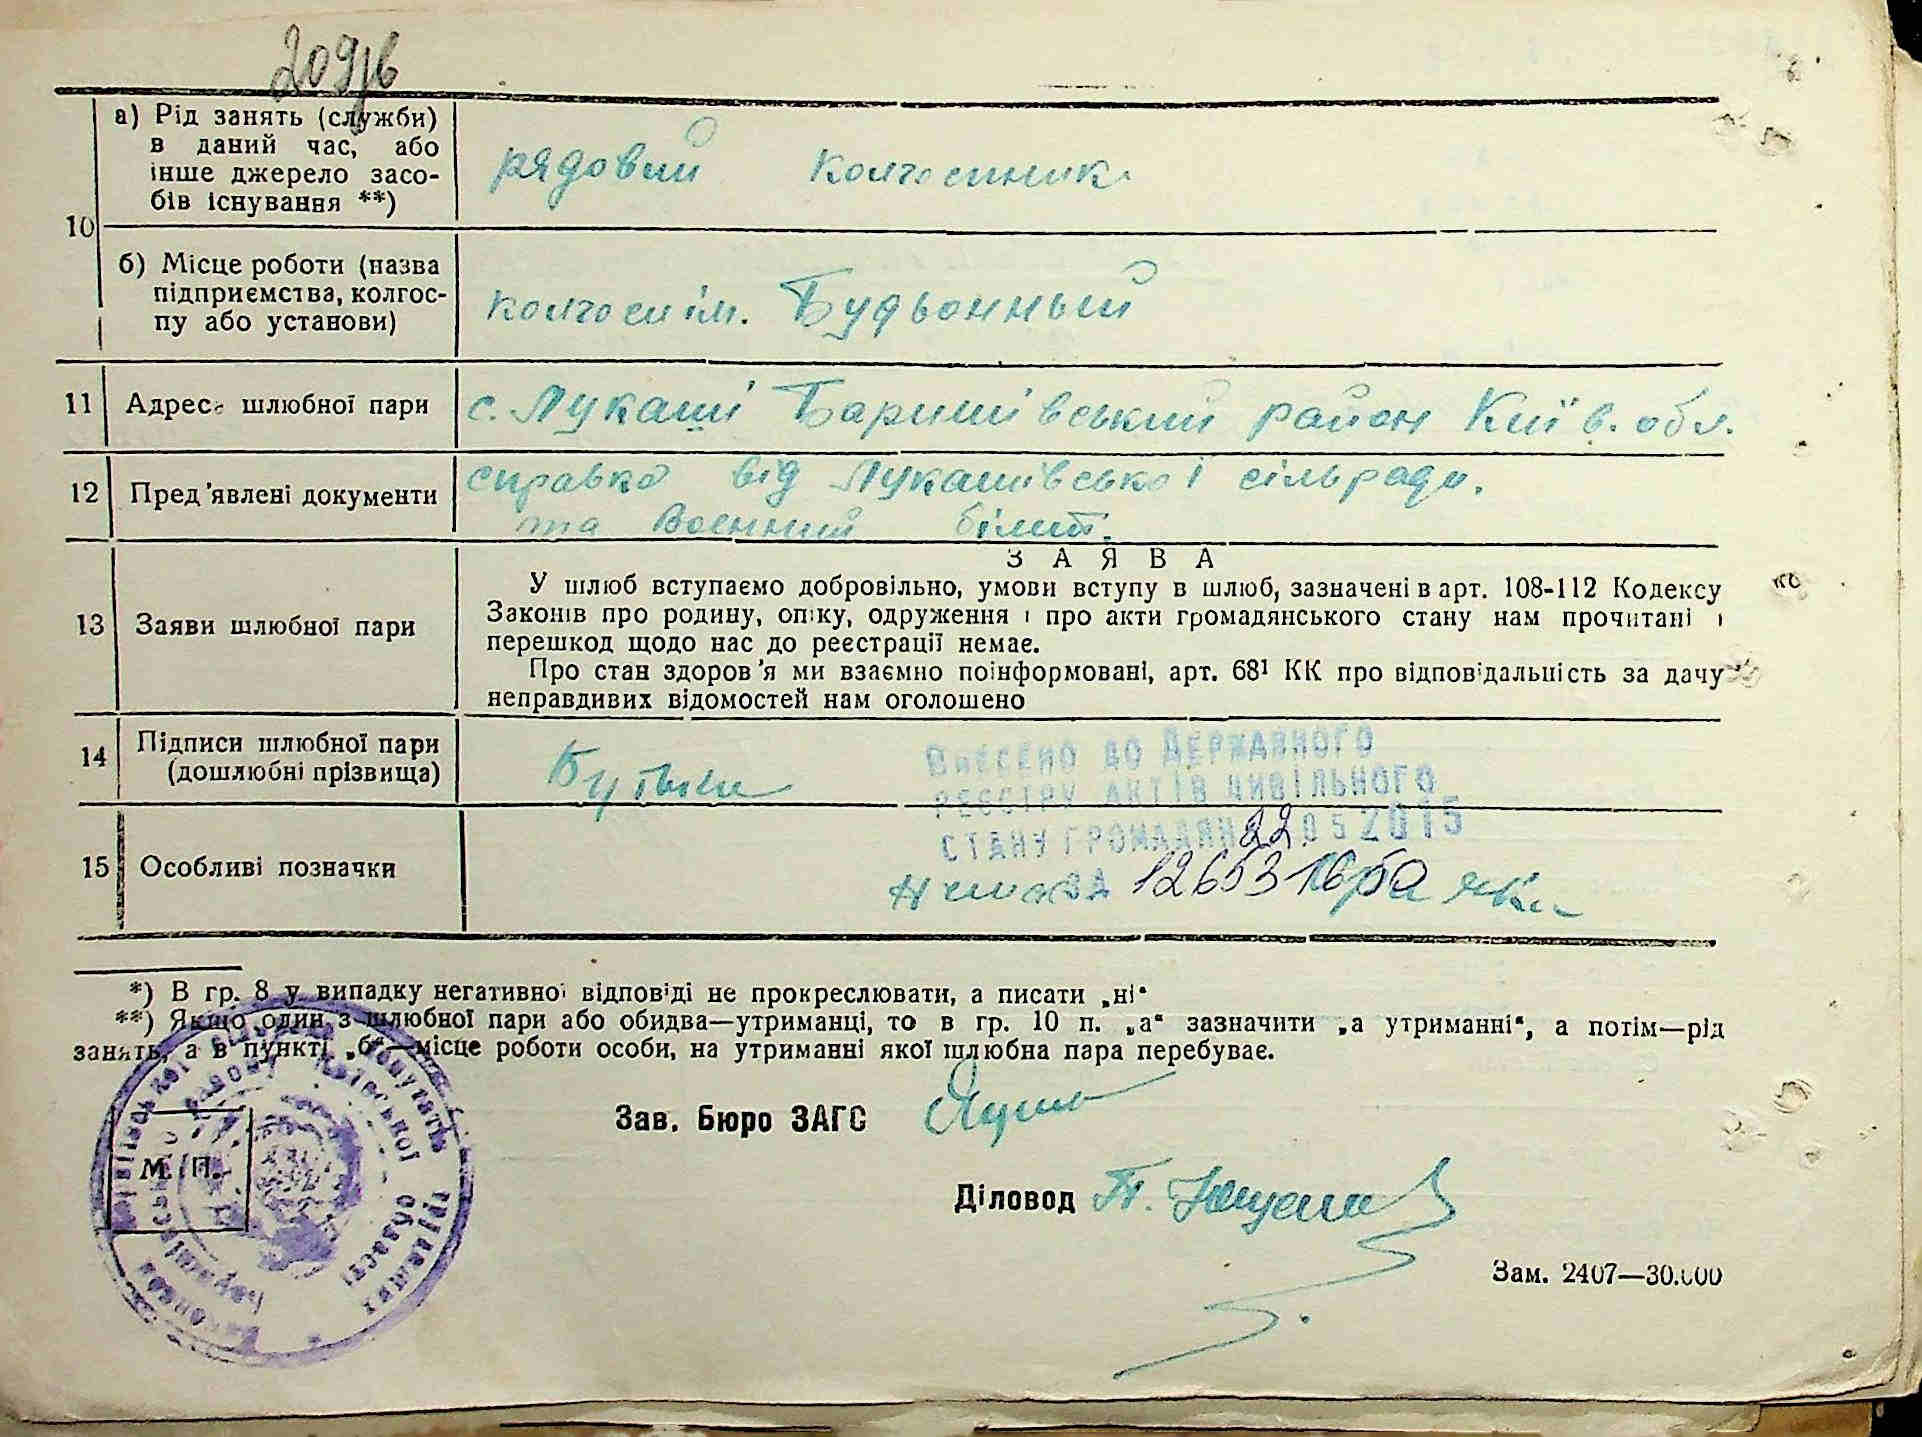 209/в
10
а) Рід занять (служби)
в даний час, або
інше джерело засо-
бів існування **)
рядовий колгоспник
б) Місце роботи (назва
підприємства, колгос-
пу або установи)
колгосп ім. Будьонный
11 Адреса шлюбної пари
с. Лукаші Баришівський район Київ. обл.
12 Пред'явлені документи
справка від Лукашівської сільради.
та военний білет.
13 Заяви шлюбної пари
ЗАЯВА
У шлюб вступаємо добровільно, умови вступу в шлюб, зазначені в арт. 108-112 Кодексу
Законів про родину, опіку, одруження і про акти громадянського стану нам прочитані і
перешкод щодо нас до реєстрації немає.
Про стан здоров'я ми взаємно поінформовані, арт. 68¹ КК про відповідальність за дачу
неправдивих відомостей нам оголошено
14 Підписи шлюбної пари
(дошлюбні прізвища)
ВНЕСЕНО ДО ДЕРЖАВНОГО
РЕЄСТРУ АКТІВ ЦИВІЛЬНОГО
СТАНУ ГРОМАДЯН 22.05 2015
15 Особливі позначки
ЗА 12653
*) В гр. 8 у випадку негативної відповіді не прокреслювати, а писати „ні“
**) Якщо один з шлюбної пари або обидва—утриманці, то в гр. 10 п. „а“ зазначити „а утриманні“, а потім—рід
занять, а в пункті „б“—місце роботи особи, на утриманні якої шлюбна пара перебуває.
М. П.
Зав. Бюро ЗАГС
Діловод
Зам. 2407—30.000